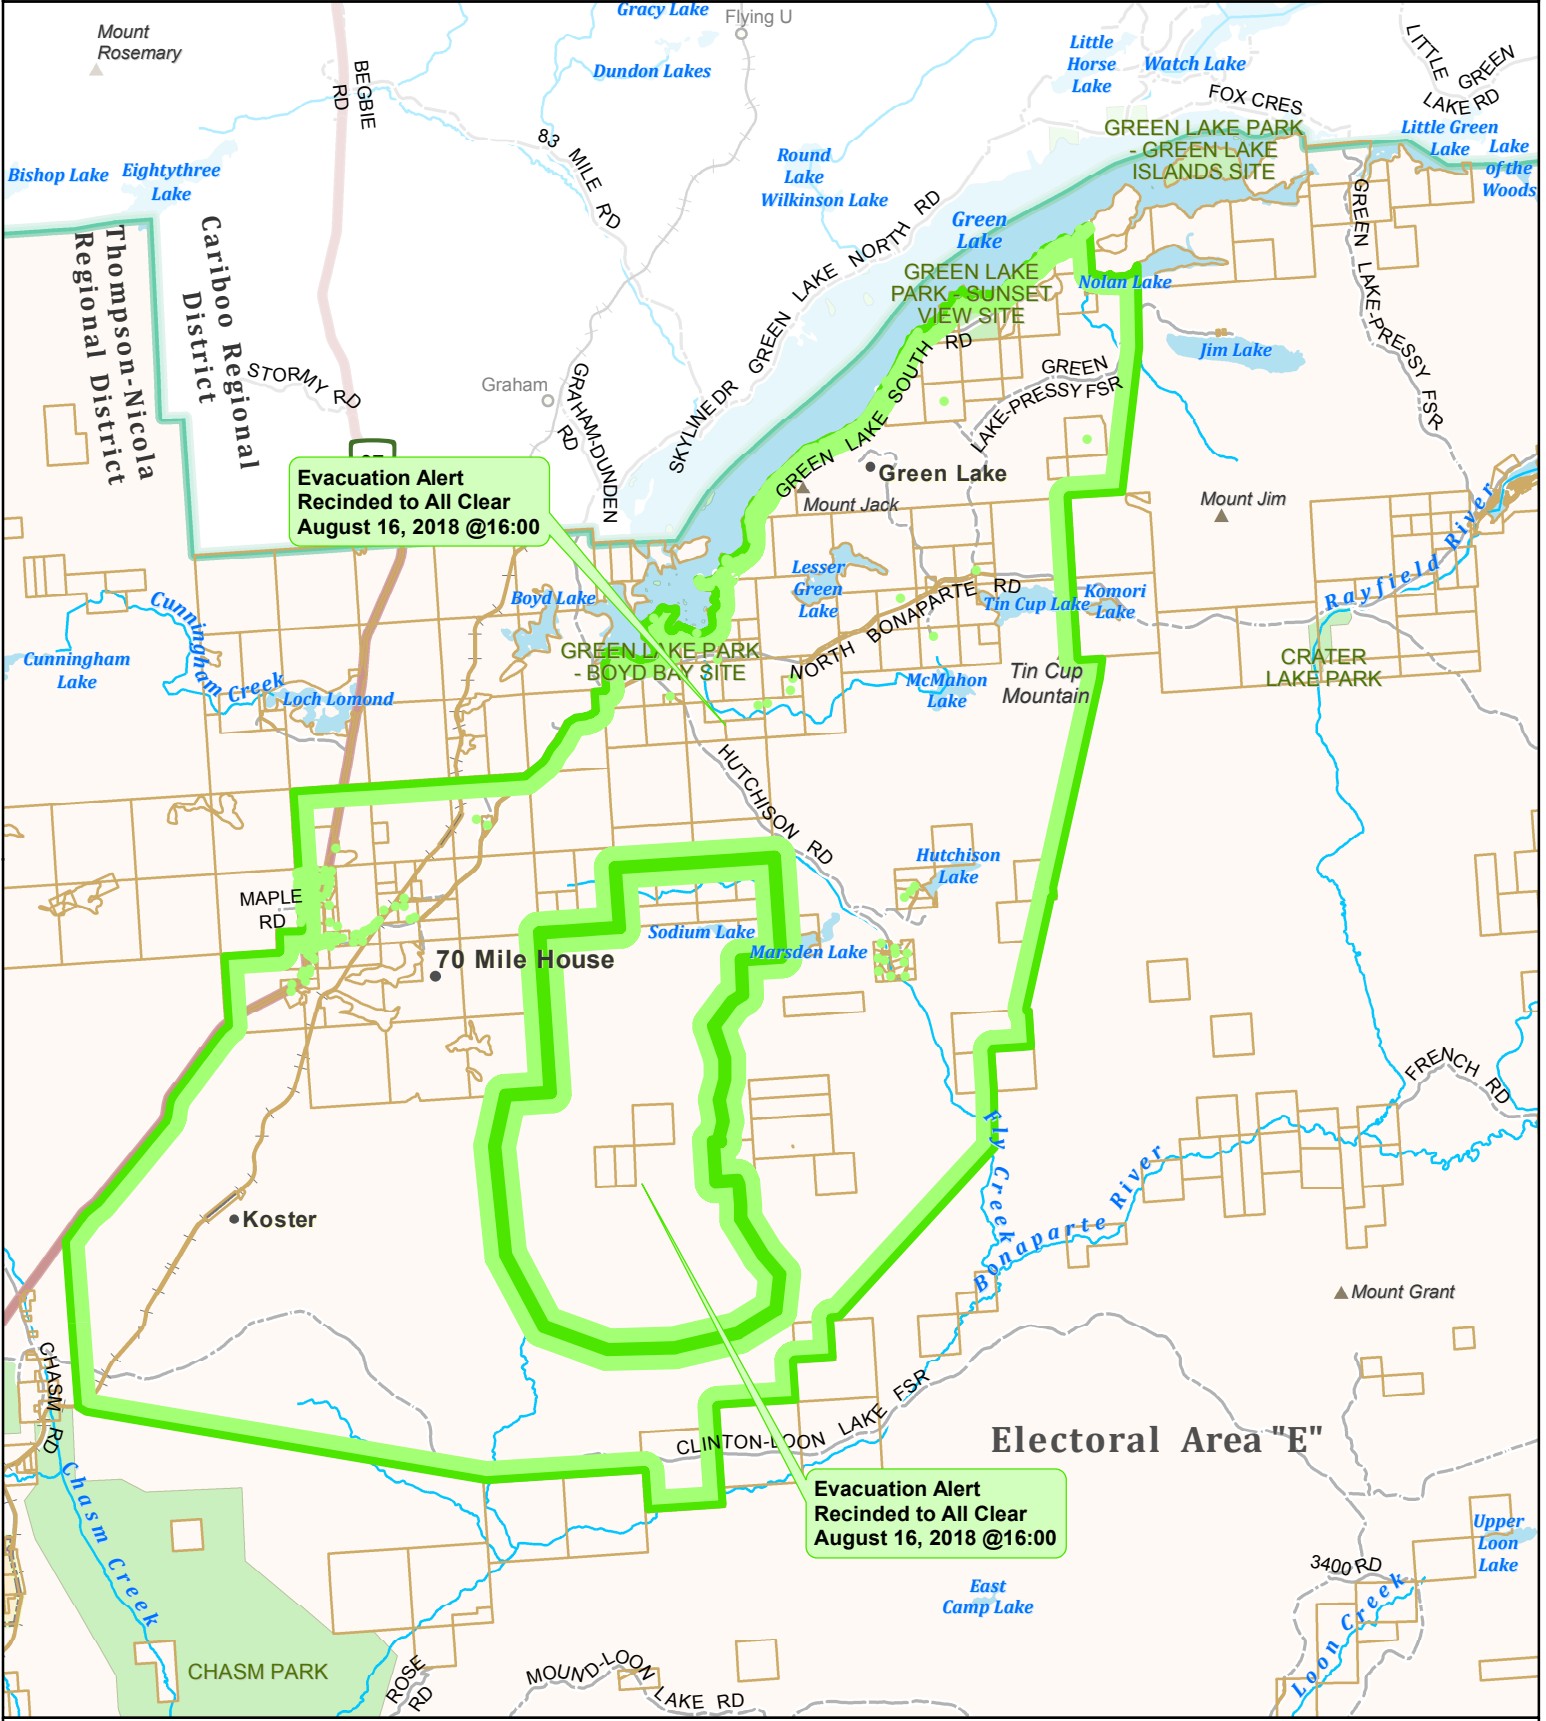 Gracy Lake
Flying U
Mount
Rosemary
Dundon Lakes
Little
Horse
Lake
Watch Lake
LITTLE
GREEN
LAKE RD
BEGBIE
RD
FOX CRES
83 MILE RD
GREEN LAKE PARK
- GREEN LAKE
ISLANDS SITE
Little Green
Lake
Lake
of the
Woods
Bishop Lake
Eightythree
Lake
Round
Lake
Wilkinson Lake
Green
Lake
GREEN LAKE NORTH RD
Thompson-Nicola
Regional District
Cariboo Regional
District
GREEN LAKE
PARK - SUNSET
VIEW SITE
Nolan Lake
GREEN LAKE-PRESSY FSR
Jim Lake
STORMY RD
Graham
GRAHAM-DUNDEN
RD
SKYLINE DR
GREEN LAKE SOUTH RD
GREEN
LAKE-PRESSY FSR
Evacuation Alert
Recinded to All Clear
August 16, 2018 @16:00
Green Lake
Mount Jack
Mount Jim
Rayfield River
Lesser
Green
Lake
Boyd Lake
NORTH BONAPARTE RD
Tin Cup Lake
Komori
Lake
Cunningham Creek
Cunningham
Lake
Loch Lomond
GREEN LAKE PARK
- BOYD BAY SITE
McMahon
Lake
Tin Cup
Mountain
CRATER
LAKE PARK
HUTCHISON RD
Hutchison
Lake
MAPLE
RD
Sodium Lake
Marsden Lake
70 Mile House
FRENCH RD
Fly Creek
Bonaparte River
Koster
Mount Grant
CHASM RD
CLINTON-LOON LAKE FSR
Electoral Area "E"
Chasm Creek
Evacuation Alert
Recinded to All Clear
August 16, 2018 @16:00
Upper
Loon
Lake
3400 RD
Loon Creek
East
Camp Lake
CHASM PARK
ROSE
RD
MOUND-LOON
LAKE RD